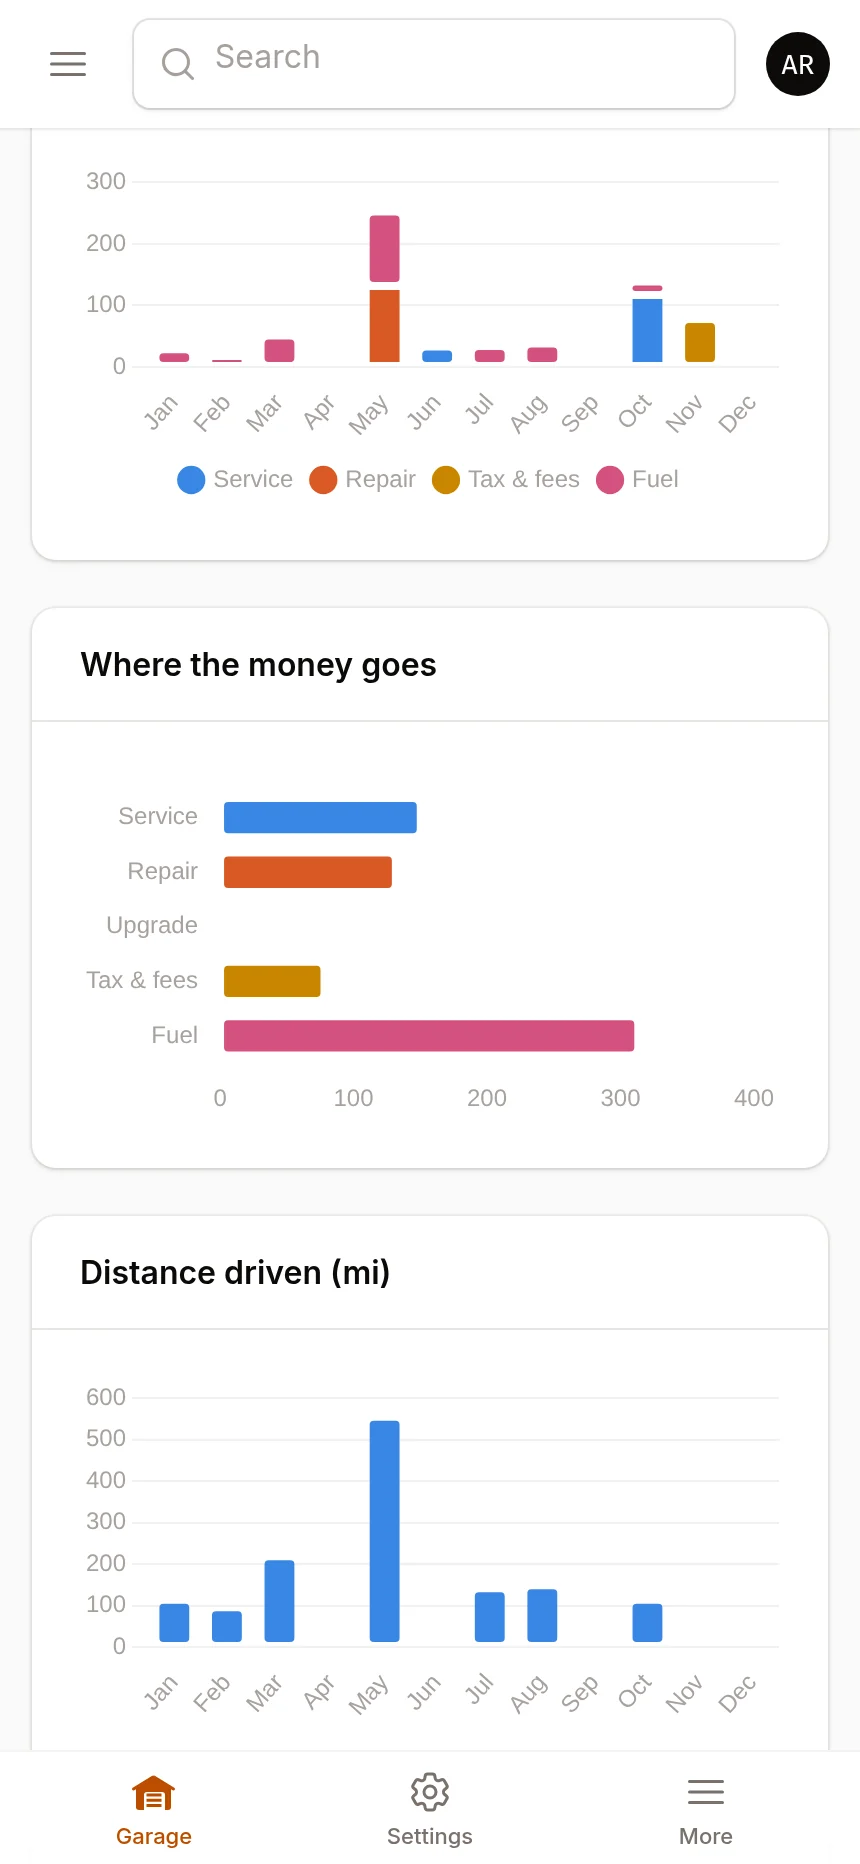 Search
AR
300
200
100
0
Jan Feb Mar Apr May Jun Jul Aug Sep Oct Nov Dec
Service Repair Tax & fees Fuel
Where the money goes
Service
Repair
Upgrade
Tax & fees
Fuel
0 100 200 300 400
Distance driven (mi)
600
500
400
300
200
100
0
Jan Feb Mar Apr May Jun Jul Aug Sep Oct Nov Dec
Garage Settings More